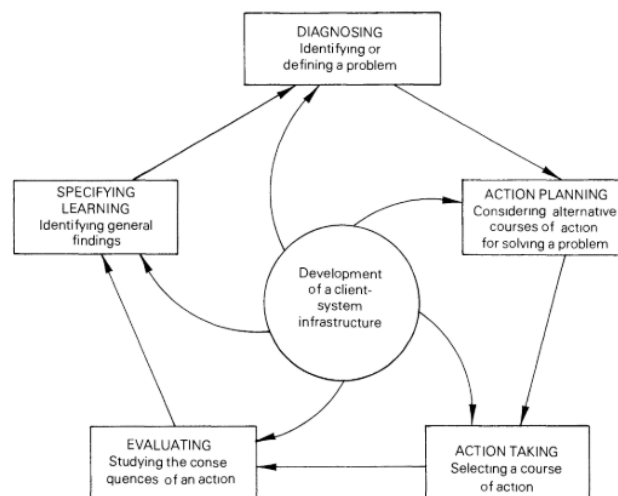 DIAGNOSING
Identifying or
defining a problem
ACTION PLANNING
Considering alternative
courses of action
for solving a problem
ACTION TAKING
Selecting a course
of action
EVALUATING
Studying the conse
quences of an action
SPECIFYING
LEARNING
Identifying general
findings
Development
of a client-
system
infrastructure